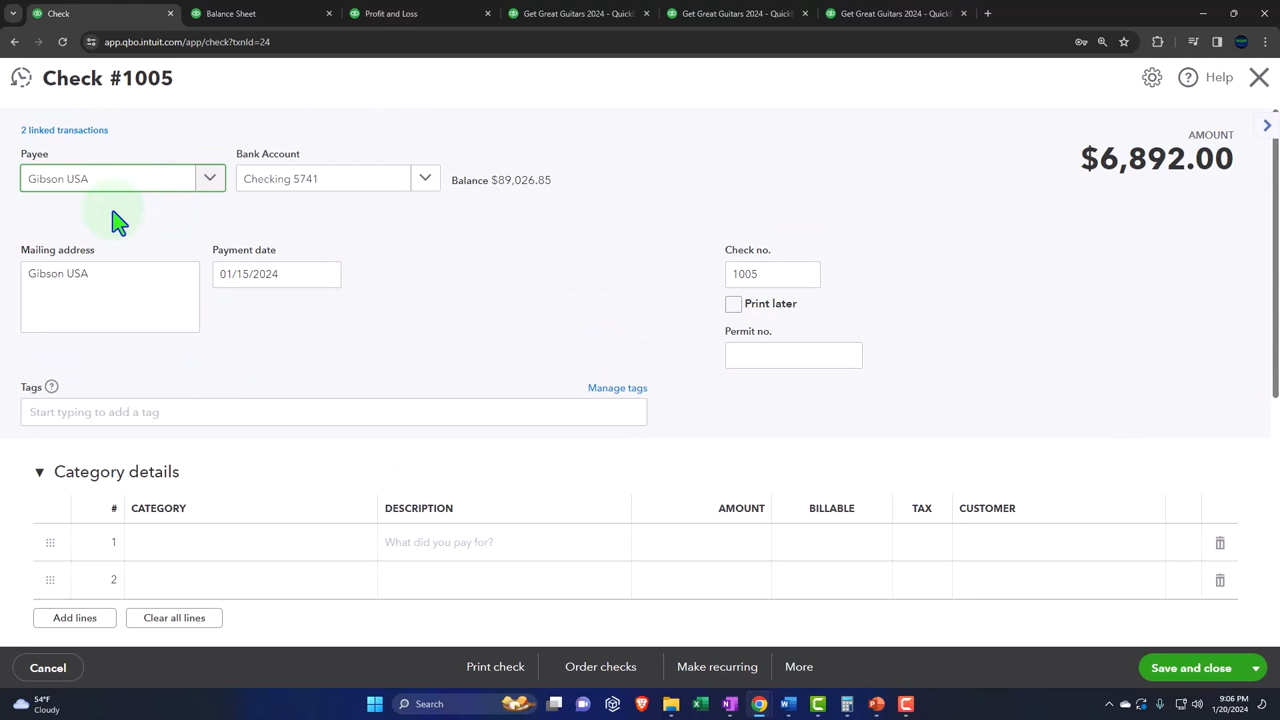 Check
Balance Sheet
Profit and Loss
Get Great Guitars 2024 - Quick
Get Great Guitars 2024 - Quick
Get Great Guitars 2024 - Quick
app.qbo.intuit.com/app/check?txnId=24
Check #1005
Help
2 linked transactions
AMOUNT
$6,892.00
Payee
Bank Account
Gibson USA
Checking 5741
Balance $89,026.85
Mailing address
Payment date
Check no.
Gibson USA
01/15/2024
1005
Print later
Permit no.
Tags
Manage tags
Start typing to add a tag
Category details
# CATEGORY DESCRIPTION AMOUNT BILLABLE TAX CUSTOMER
1 What did you pay for?
2
Add lines
Clear all lines
Cancel
Print check
Order checks
Make recurring
More
Save and close
54°F
Cloudy
Search
9:06 PM
1/20/2024